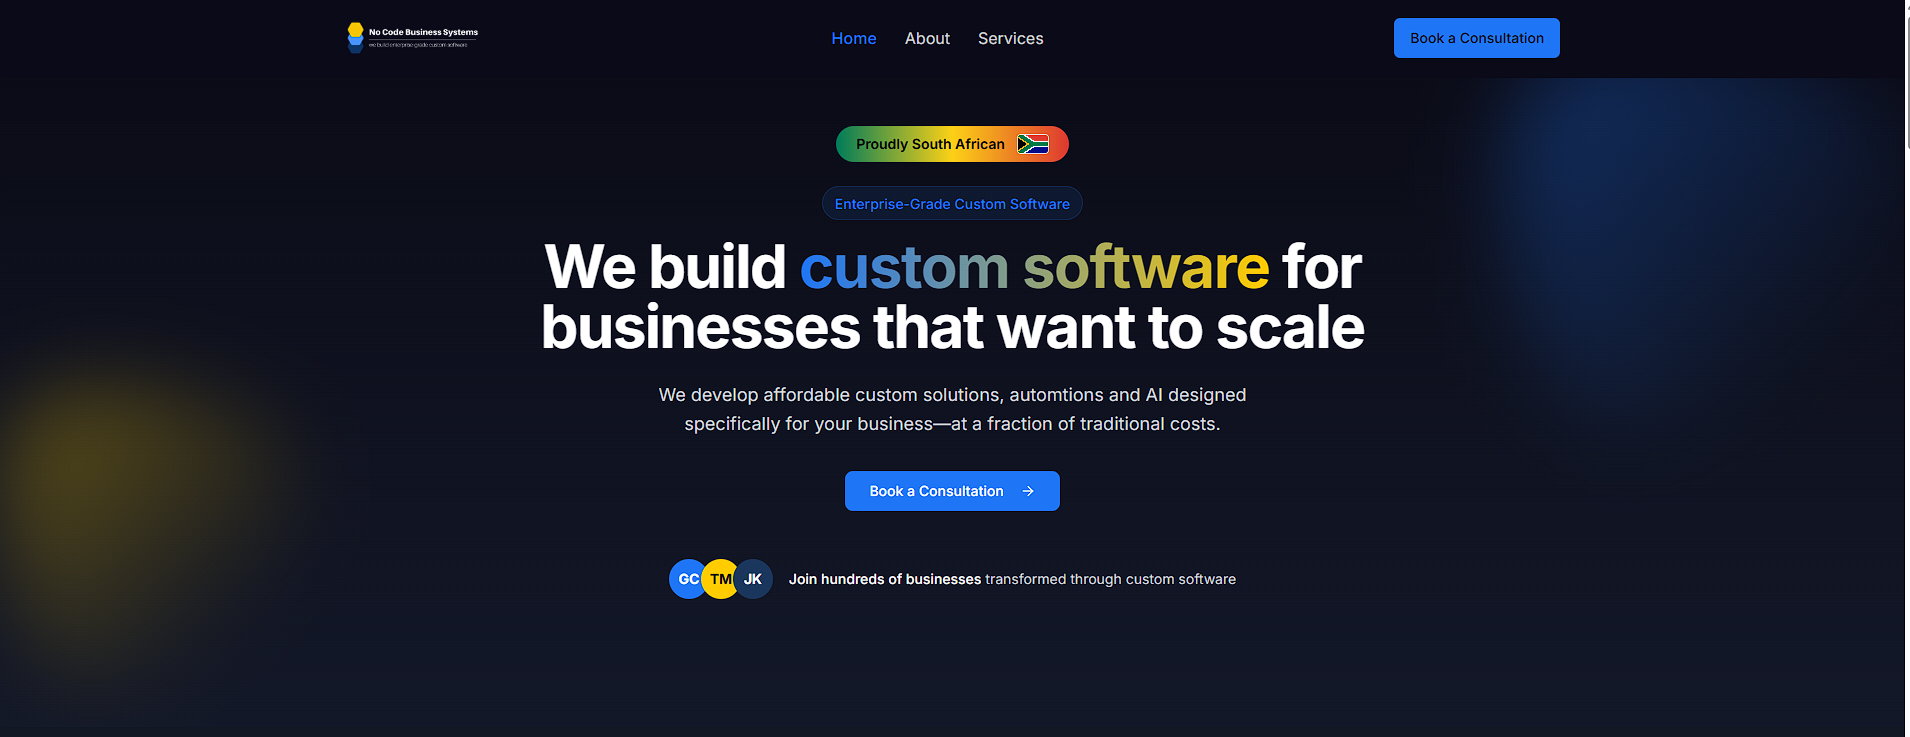 No Code Business Systems
we build enterprise-grade custom software
Home
About
Services
Book a Consultation
Proudly South African
Enterprise-Grade Custom Software
We build custom software for
businesses that want to scale
We develop affordable custom solutions, automtions and AI designed
specifically for your business—at a fraction of traditional costs.
Book a Consultation
GC TM JK
Join hundreds of businesses transformed through custom software